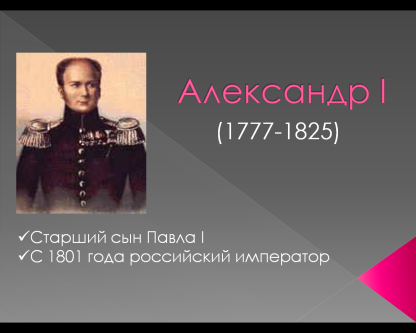 Александр I
(1777-1825)
✓Старший сын Павла I
✓С 1801 года российский император